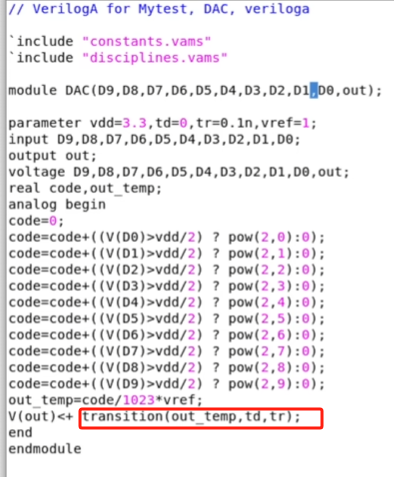 // VerilogA for Mytest, DAC, veriloga
`include "constants.vams"
`include "disciplines.vams"
module DAC(D9,D8,D7,D6,D5,D4,D3,D2,D1,D0,out);
parameter vdd=3.3,td=0,tr=0.1n,vref=1;
input D9,D8,D7,D6,D5,D4,D3,D2,D1,D0;
output out;
voltage D9,D8,D7,D6,D5,D4,D3,D2,D1,D0,out;
real code,out_temp;
analog begin
code=0;
code=code+((V(D0)>vdd/2) ? pow(2,0):0);
code=code+((V(D1)>vdd/2) ? pow(2,1):0);
code=code+((V(D2)>vdd/2) ? pow(2,2):0);
code=code+((V(D3)>vdd/2) ? pow(2,3):0);
code=code+((V(D4)>vdd/2) ? pow(2,4):0);
code=code+((V(D5)>vdd/2) ? pow(2,5):0);
code=code+((V(D6)>vdd/2) ? pow(2,6):0);
code=code+((V(D7)>vdd/2) ? pow(2,7):0);
code=code+((V(D8)>vdd/2) ? pow(2,8):0);
code=code+((V(D9)>vdd/2) ? pow(2,9):0);
out_temp=code/1023*vref;
V(out)<+ transition(out_temp,td,tr);
end
endmodule